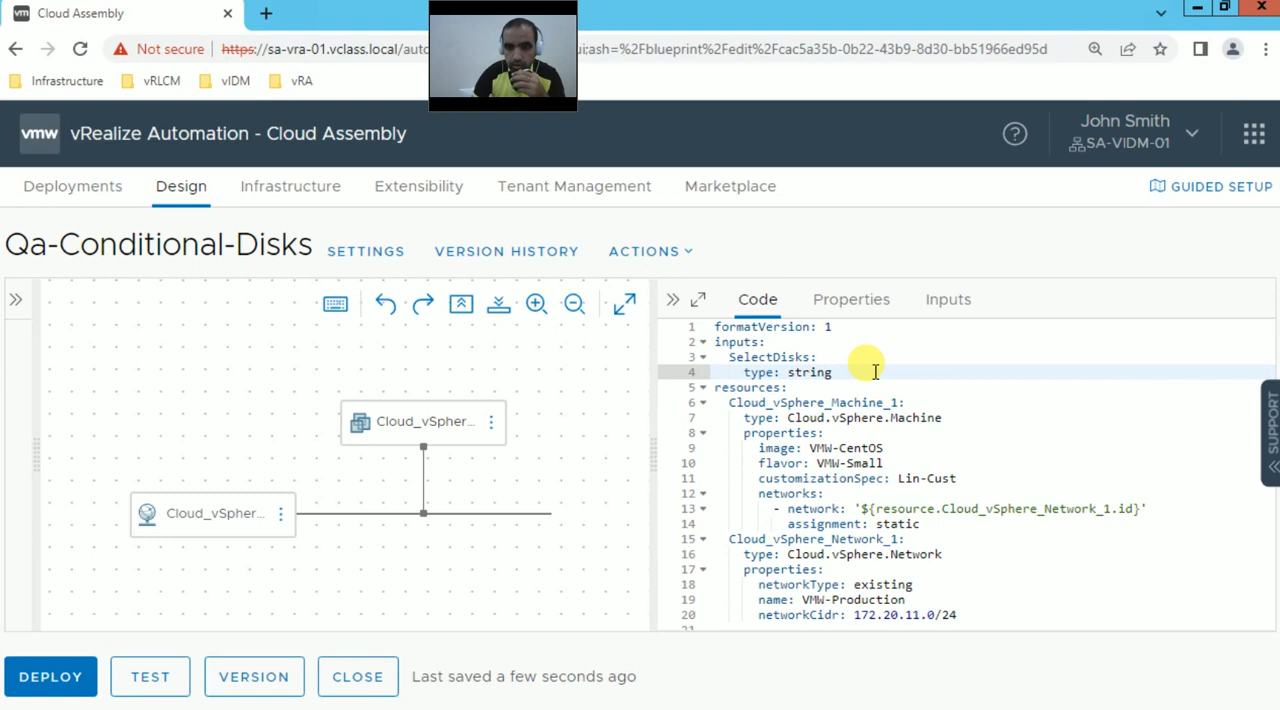 vm Cloud Assembly
Not secure https://sa-vra-01.vclass.local/auto ui;ash=%2Fblueprint%2Fedit%2Fcac5a35b-0b22-43b9-8d30-bb51966ed95d
Infrastructure vRLCM vIDM vRA
vmw vRealize Automation - Cloud Assembly
John Smith
SA-VIDM-01
Deployments Design Infrastructure Extensibility Tenant Management Marketplace GUIDED SETUP
Qa-Conditional-Disks SETTINGS VERSION HISTORY ACTIONS
Code Properties Inputs
1 formatVersion: 1
2 inputs:
3 SelectDisks:
4 type: string
5 resources:
6 Cloud_vSphere_Machine_1:
7 type: Cloud.vSphere.Machine
8 properties:
9 image: VMW-CentOS
10 flavor: VMW-Small
11 customizationSpec: Lin-Cust
12 networks:
13 - network: '${resource.Cloud_vSphere_Network_1.id}'
14 assignment: static
15 Cloud_vSphere_Network_1:
16 type: Cloud.vSphere.Network
17 properties:
18 networkType: existing
19 name: VMW-Production
20 networkCidr: 172.20.11.0/24
21
Cloud_vSpher...
Cloud_vSpher...
SUPPORT
DEPLOY TEST VERSION CLOSE Last saved a few seconds ago